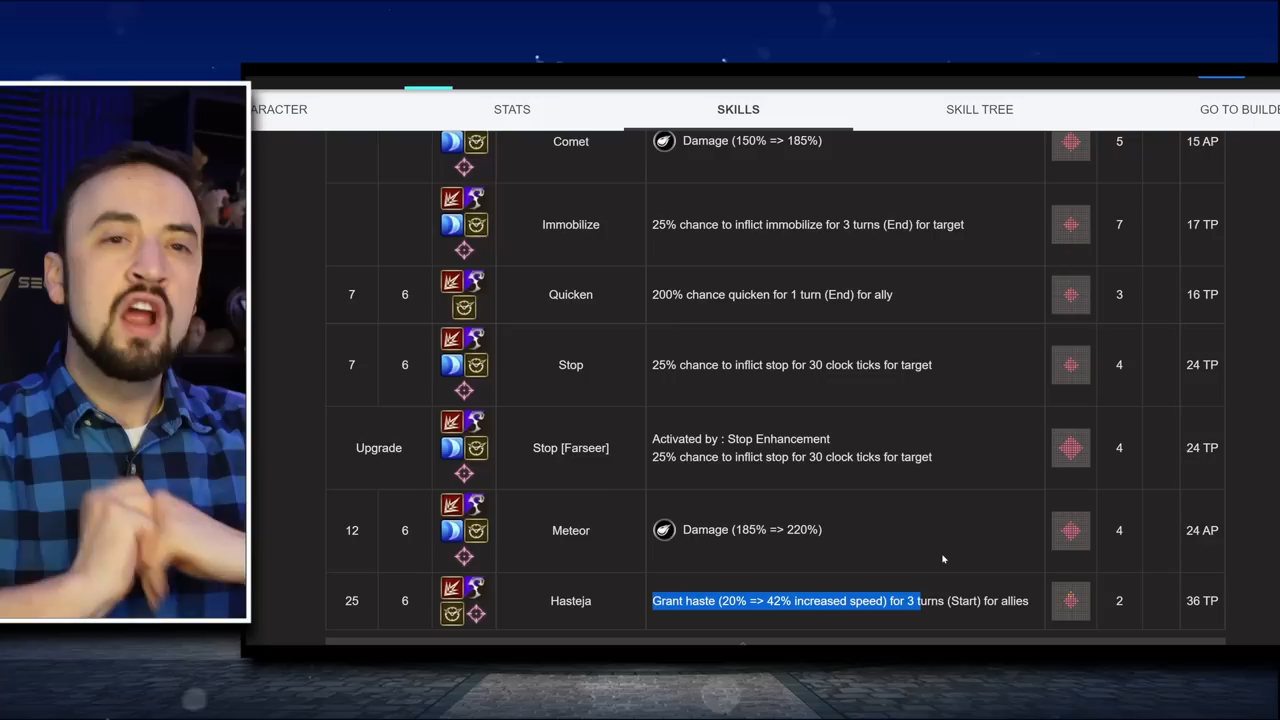 ARACTER STATS SKILLS SKILL TREE GO TO BUILDE
Comet Damage (150% => 185%) 5 15 AP
Immobilize 25% chance to inflict immobilize for 3 turns (End) for target 7 17 TP
7 6 Quicken 200% chance quicken for 1 turn (End) for ally 3 16 TP
7 6 Stop 25% chance to inflict stop for 30 clock ticks for target 4 24 TP
Activated by : Stop Enhancement
Upgrade Stop [Farseer] 4 24 TP
25% chance to inflict stop for 30 clock ticks for target
12 6 Meteor Damage (185% => 220%) 4 24 AP
25 6 Hasteja Grant haste (20% => 42% increased speed) for 3 turns (Start) for allies 2 36 TP